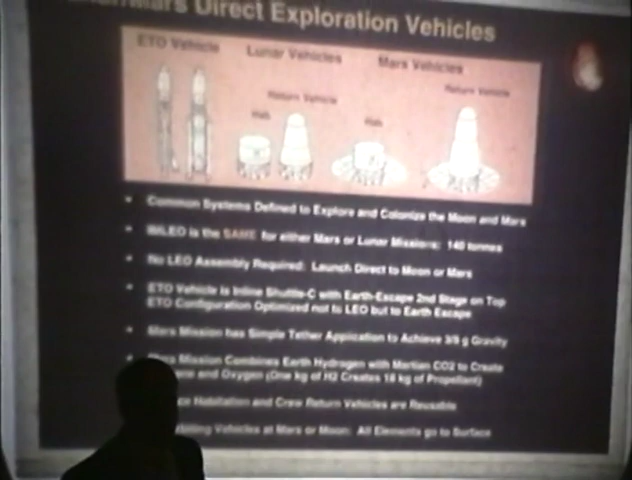 Mars Direct Exploration Vehicles
ETO Vehicle Lunar Vehicles Mars Vehicles
Return Vehicle Return Vehicle
Hab Hab
• Common Systems Defined to Explore and Colonize the Moon and Mars
• IMLEO is the SAME for either Mars or Lunar Missions: 140 tonnes
• No LEO Assembly Required: Launch Direct to Moon or Mars
• ETO Vehicle is Inline Shuttle-C with Earth-Escape 2nd Stage on Top
ETO Configuration Optimized not to LEO but to Earth Escape
• Mars Mission has Simple Tether Application to Achieve 3/8 g Gravity
Mission Combines Earth Hydrogen with Martian CO2 to Create
and Oxygen (One kg of H2 Creates 18 kg of Propellant)
Habitation and Crew Return Vehicles are Reusable
Vehicles at Mars or Moon: All Elements go to Surface